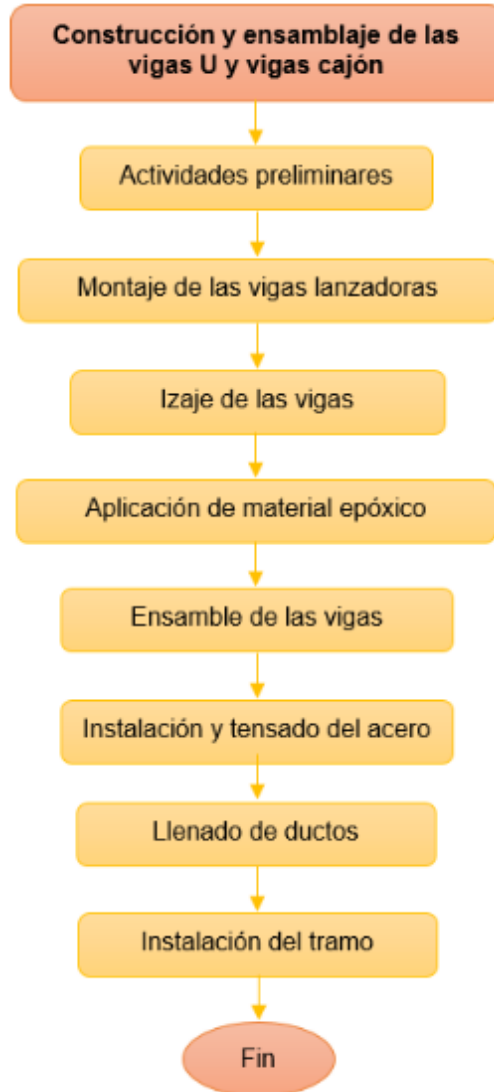 Construcción y ensamblaje de las
vigas U y vigas cajón
Actividades preliminares
Montaje de las vigas lanzadoras
Izaje de las vigas
Aplicación de material epóxico
Ensamble de las vigas
Instalación y tensado del acero
Llenado de ductos
Instalación del tramo
Fin